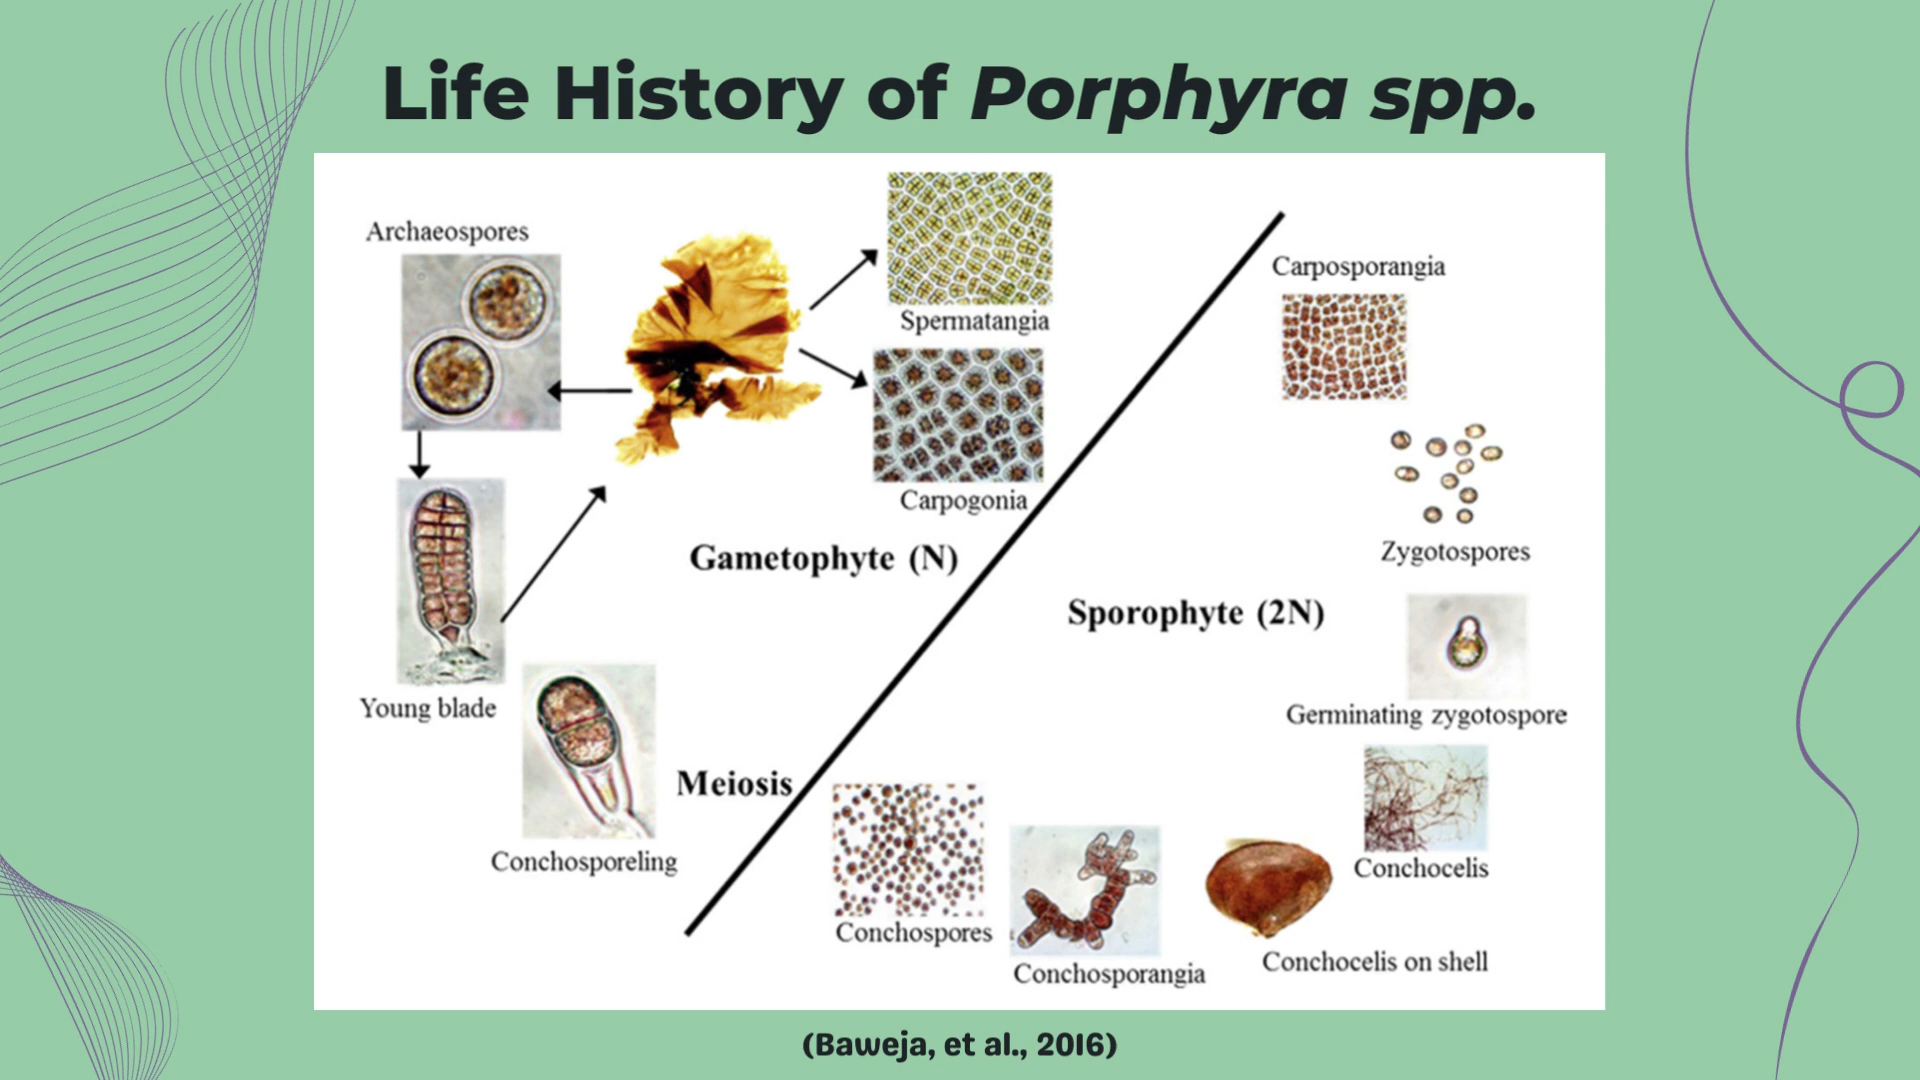 Life History of Porphyra spp.
Archaeospores
Spermatangia
Carpogonia
Gametophyte (N)
Young blade
Conchosporeling
Meiosis
Carposporangia
Zygotospores
Sporophyte (2N)
Germinating zygotospore
Conchocelis
Conchocelis on shell
Conchosporangia
Conchospores
(Baweja, et al., 2016)